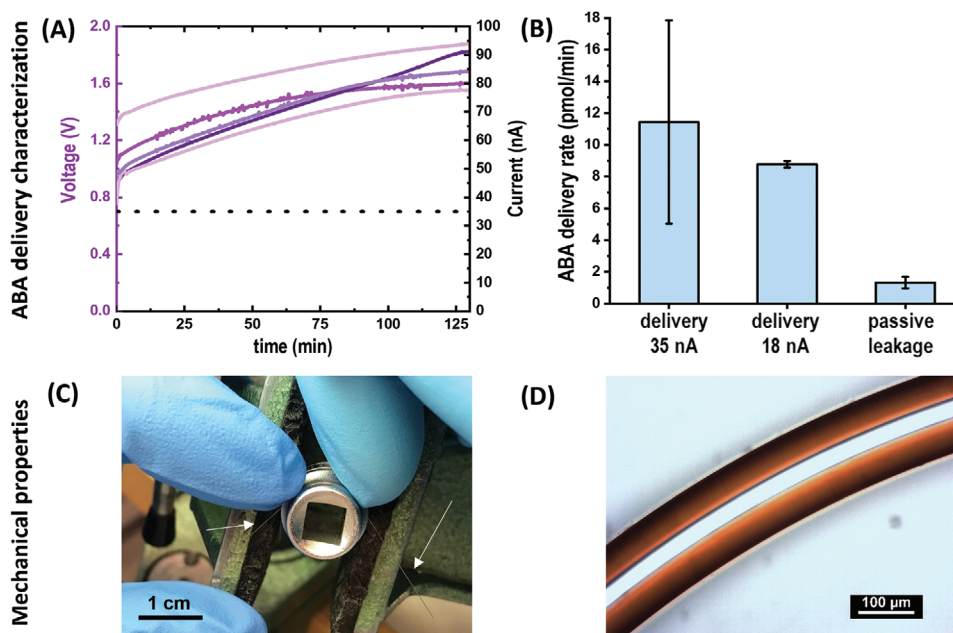 ABA delivery characterization
(A)
Voltage (V)
2.0
1.6
1.2
0.8
0.4
0.0
100
90
80
70
60
50
40
30
20
10
0
Current (nA)
0
25
50
75
100
125
time (min)
(B)
ABA delivery rate (pmol/min)
18
16
14
12
10
8
6
4
2
0
delivery
35 nA
delivery
18 nA
passive
leakage
Mechanical properties
(C)
1 cm
(D)
100 μm